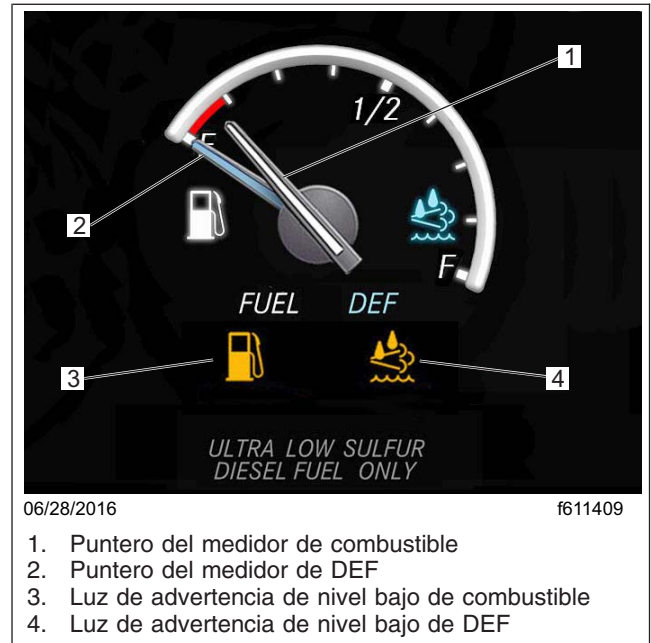 1
1/2
E
2
F
FUEL DEF
3
4
ULTRA LOW SULFUR
DIESEL FUEL ONLY
06/28/2016 f611409
1. Puntero del medidor de combustible
2. Puntero del medidor de DEF
3. Luz de advertencia de nivel bajo de combustible
4. Luz de advertencia de nivel bajo de DEF